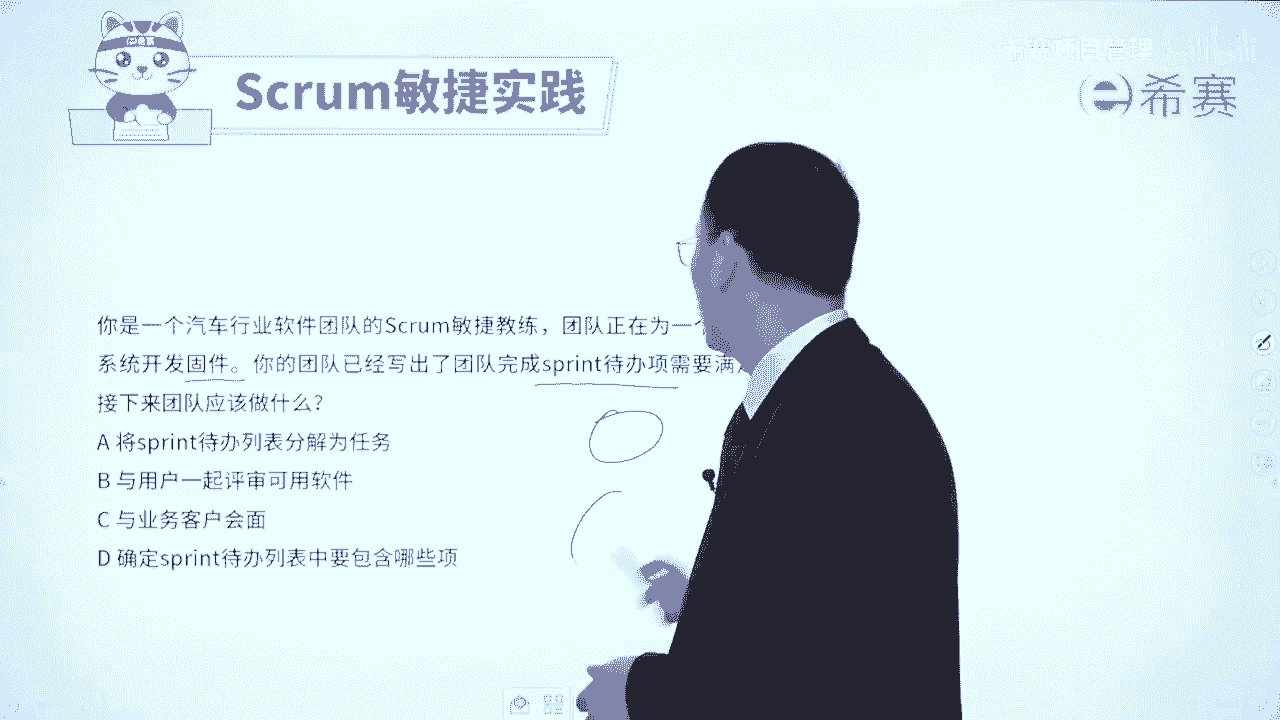 Scrum敏捷实践
希赛
你是一个汽车行业软件团队的Scrum敏捷教练，团队正在为一个
系统开发固件。你的团队已经写出了团队完成sprint待办项需要满
接下来团队应该做什么？
A 将sprint待办列表分解为任务
B 与用户一起评审可用软件
C 与业务客户会面
D 确定sprint待办列表中要包含哪些项